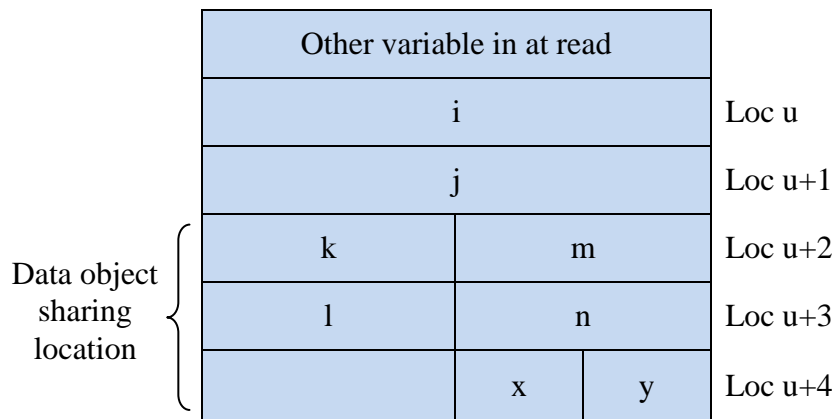 Other variable in at read
i Loc u
j Loc u+1
k m Loc u+2
Data object
sharing
location
l n Loc u+3
x y Loc u+4